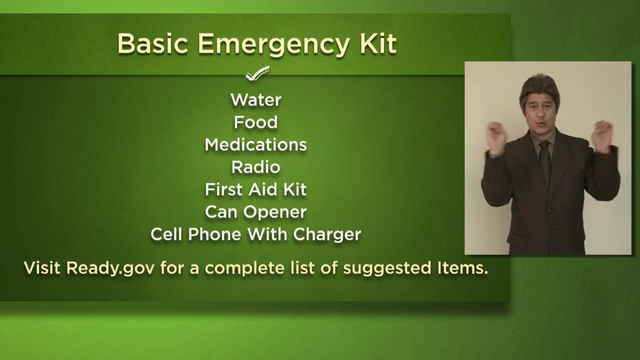 Basic Emergency Kit
Water
Food
Medications
Radio
First Aid Kit
Can Opener
Cell Phone With Charger
Visit Ready.gov for a complete list of suggested Items.